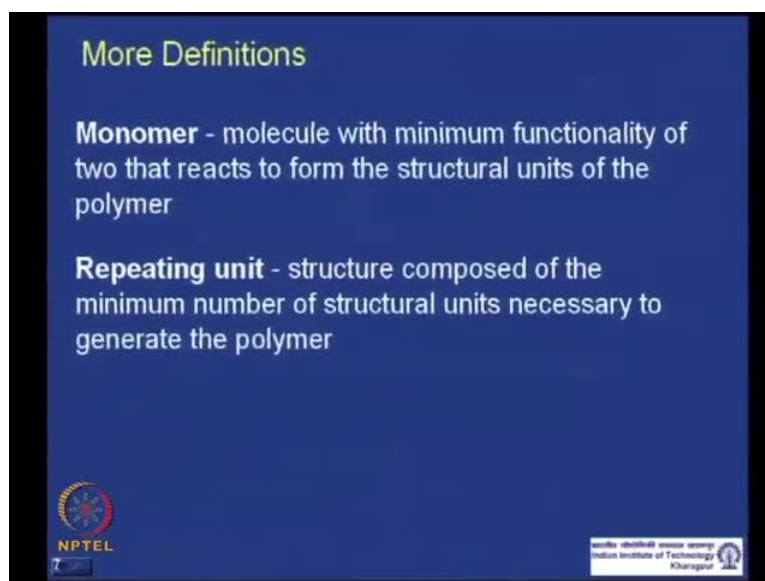 More Definitions
Monomer - molecule with minimum functionality of
two that reacts to form the structural units of the
polymer
Repeating unit - structure composed of the
minimum number of structural units necessary to
generate the polymer
NPTEL
7
Indian Institute of Technology
Kharagpur